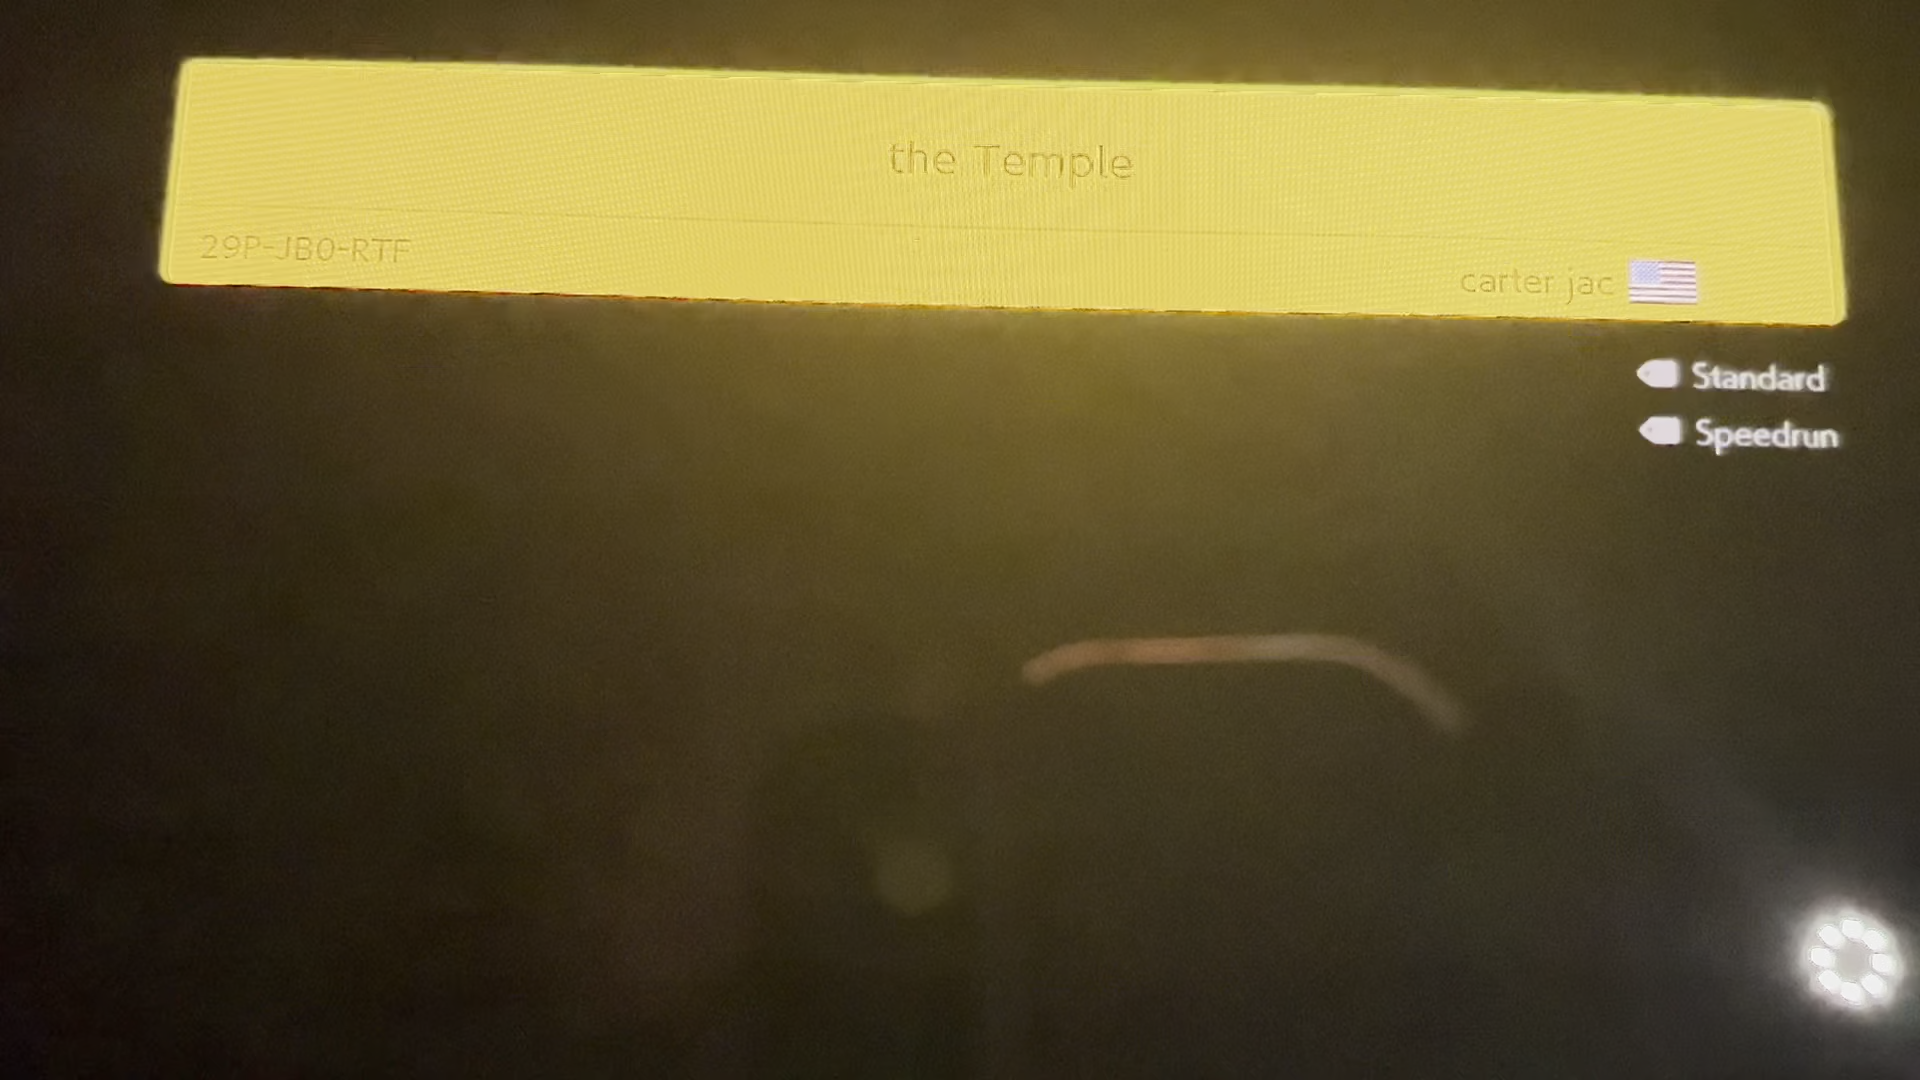 the Temple
29P-JB0-RTF
carter jac
Standard
Speedrun